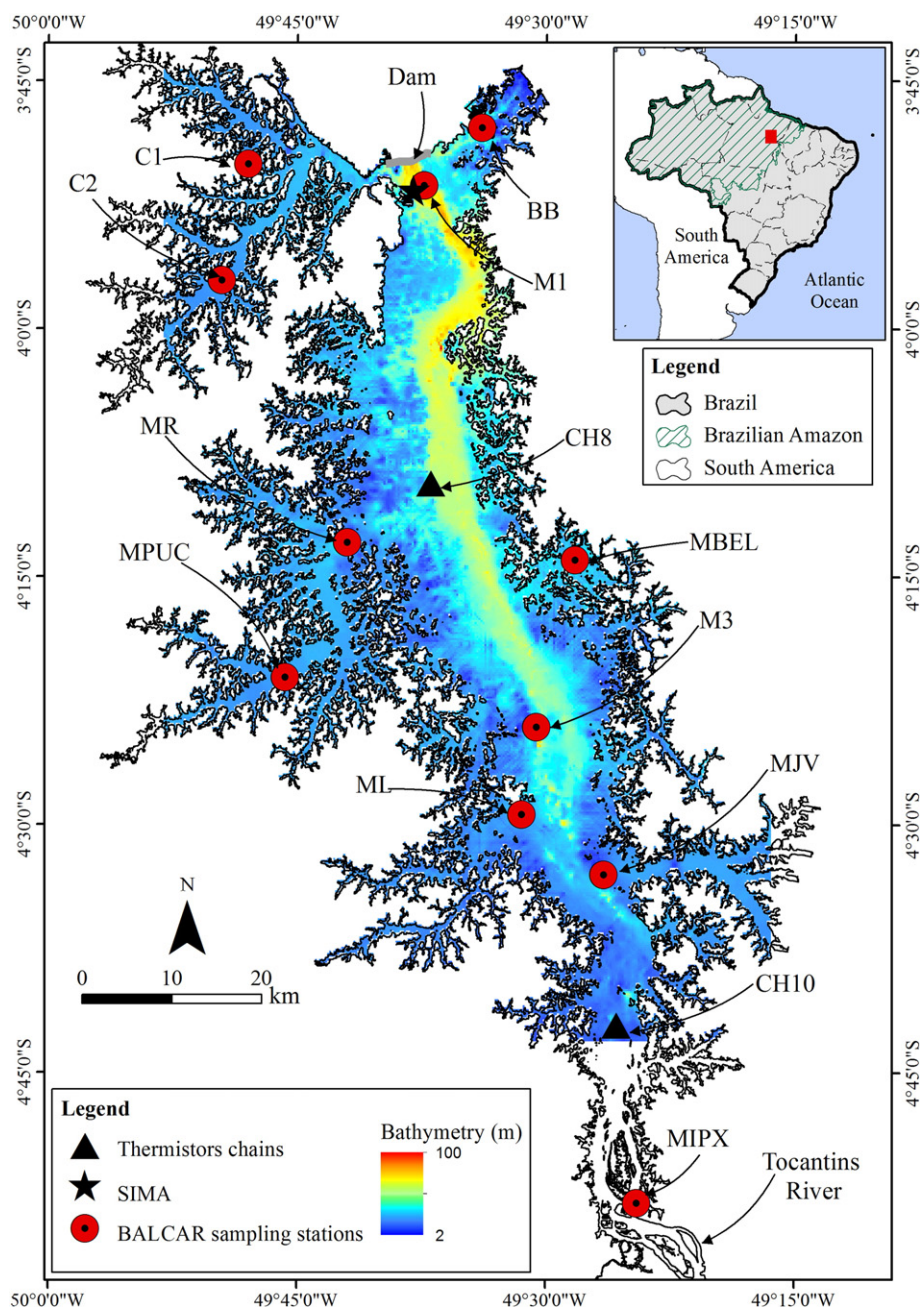 50°0'0"W
49°45'0"W
49°30'0"W
49°15'0"W
3°45'0"S
3°45'0"S
Dam
C1
C2
BB
M1
South
America
Atlantic
Ocean
4°0'0"S
4°0'0"S
Legend
Brazil
Brazilian Amazon
South America
MR
CH8
MPUC
MBEL
4°15'0"S
4°15'0"S
M3
ML
MJV
4°30'0"S
4°30'0"S
N
0 10 20
km
CH10
4°45'0"S
4°45'0"S
Legend
Thermistors chains
SIMA
BALCAR sampling stations
Bathymetry (m)
100
2
MIPX
Tocantins
River
50°0'0"W
49°45'0"W
49°30'0"W
49°15'0"W